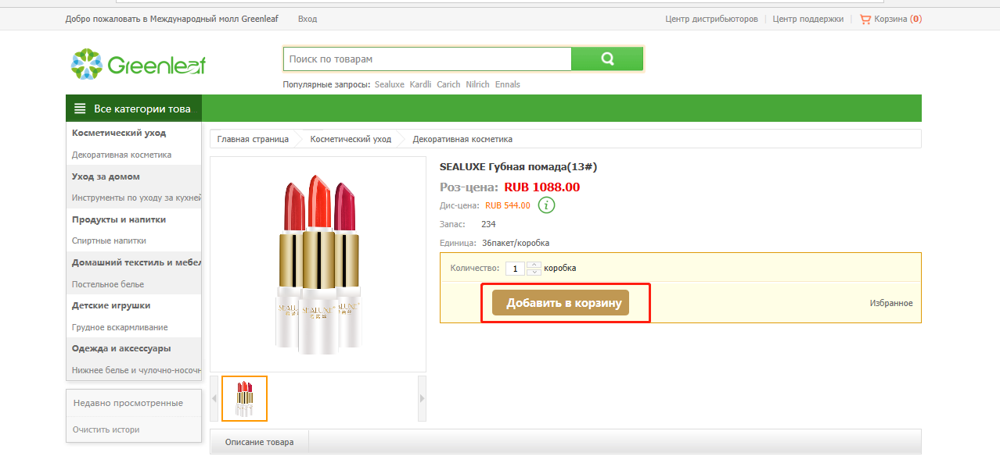 Добро пожаловать в Международный молл Greenleaf Вход Центр дистрибьюторов Центр поддержки Корзина (0)
Greenleaf
Поиск по товарам
Популярные запросы: Sealuxe Kardli Carich Nilrich Ennals
Все категории това
Косметический уход
Декоративная косметика
Уход за домом
Инструменты по уходу за кухней
Продукты и напитки
Спиртные напитки
Домашний текстиль и мебел
Постельное белье
Детские игрушки
Грудное вскармливание
Одежда и аксессуары
Нижнее белье и чулочно-носочн
Недавно просмотренные
Очистить истори
Главная страница Косметический уход Декоративная косметика
SEALUXE
SEALUXE Губная помада(13#)
Роз-цена: RUB 1088.00
Дис-цена: RUB 544.00 i
Запас: 234
Единица: 36пакет/коробка
Количество: 1 коробка
Добавить в корзину
Избранное
Описание товара